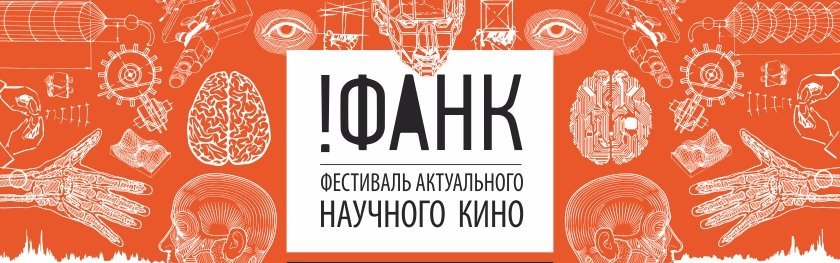 !ФАНК
ФЕСТИВАЛЬ АКТУАЛЬНОГО
НАУЧНОГО КИНО